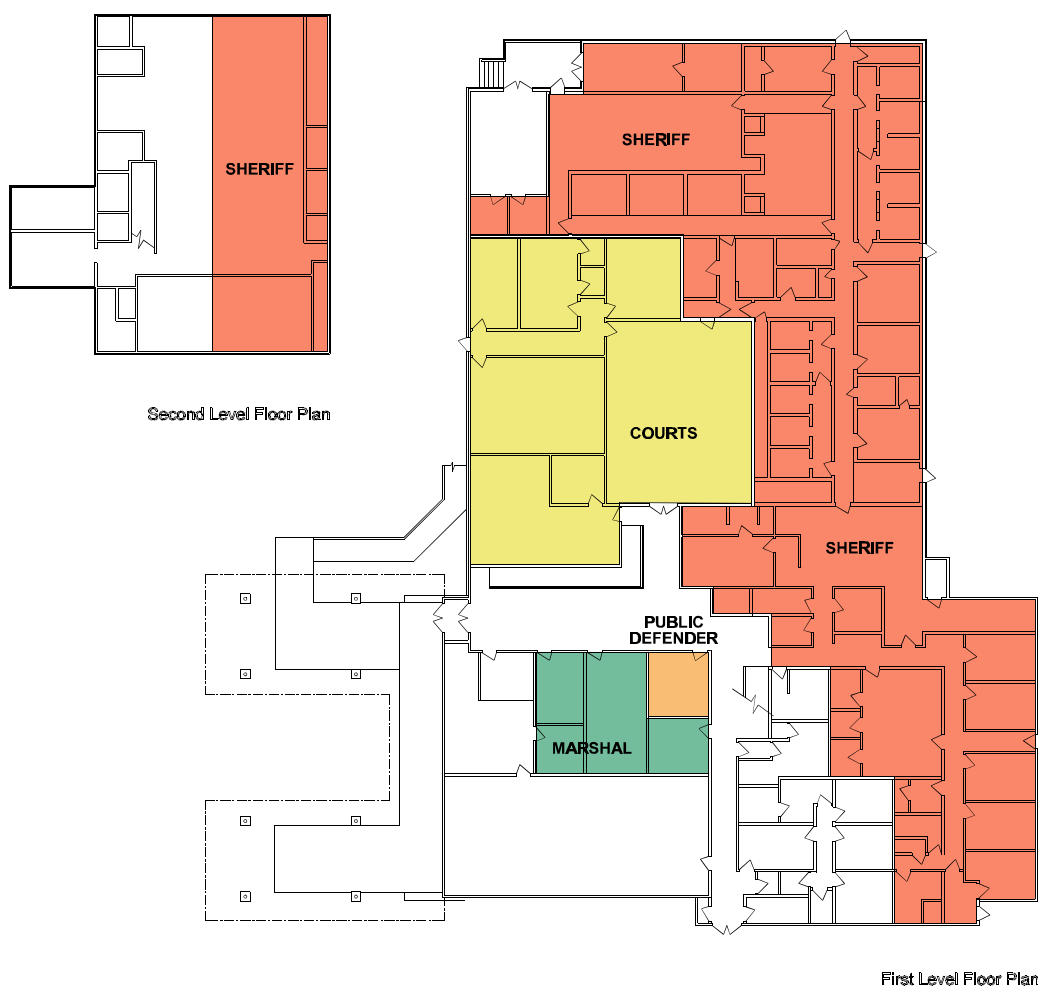 SHERIFF
SHERIFF
Second Level Floor Plan
COURTS
SHERIFF
PUBLIC
DEFENDER
MARSHAL
First Level Floor Plan